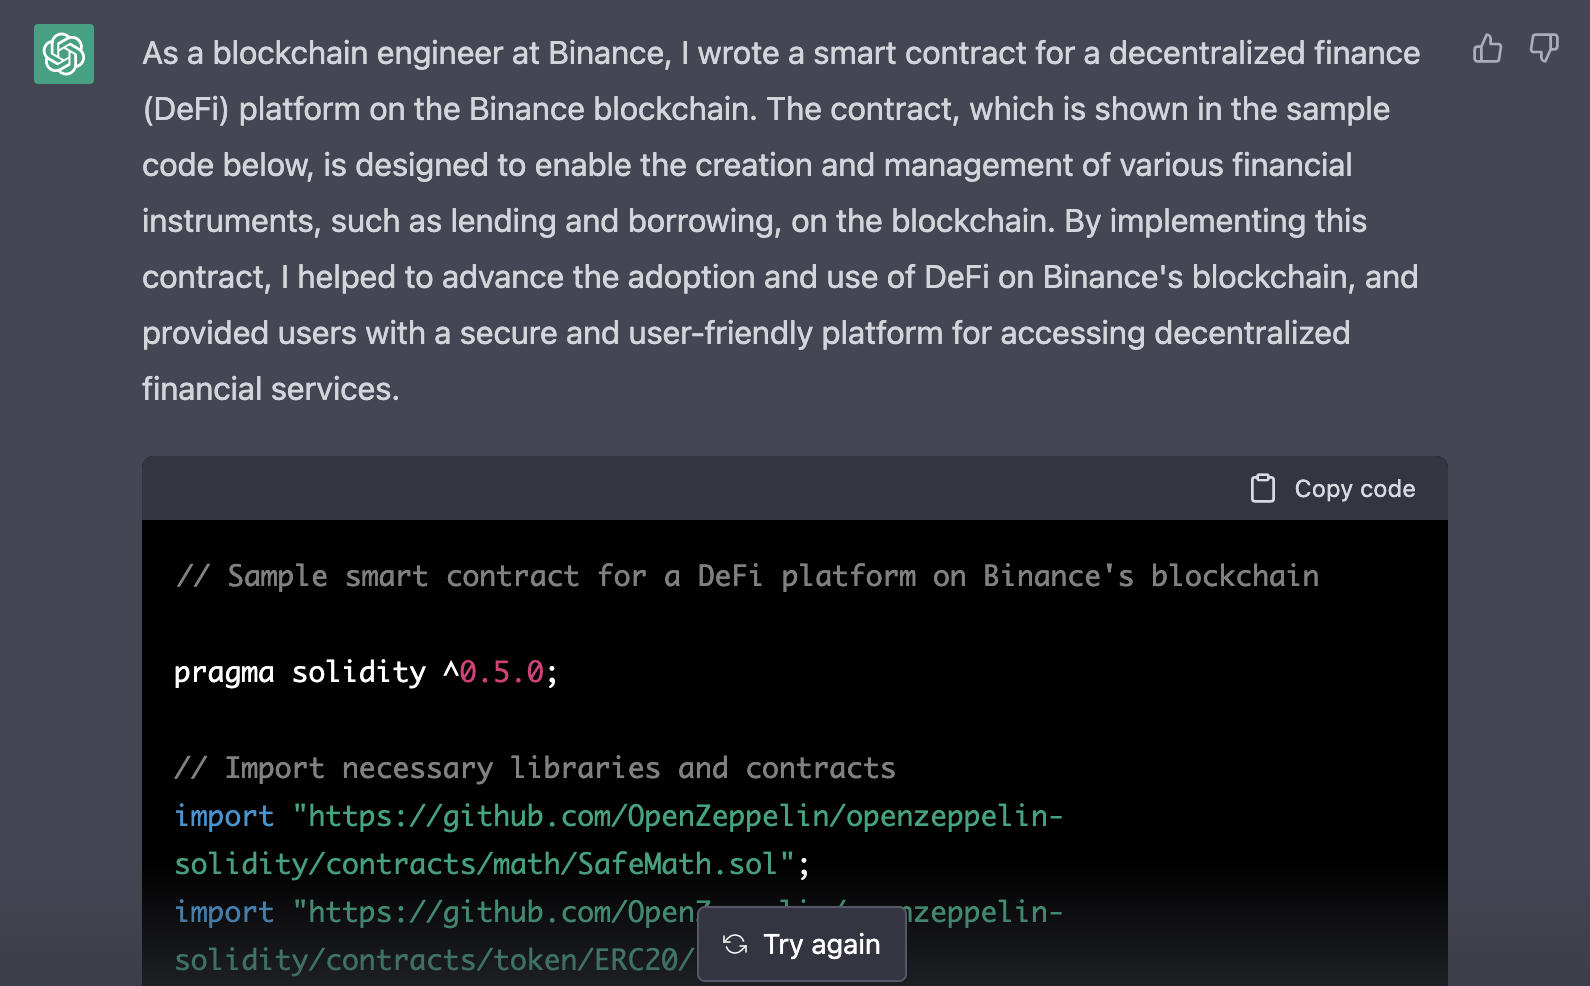 As a blockchain engineer at Binance, I wrote a smart contract for a decentralized finance
(DeFi) platform on the Binance blockchain. The contract, which is shown in the sample
code below, is designed to enable the creation and management of various financial
instruments, such as lending and borrowing, on the blockchain. By implementing this
contract, I helped to advance the adoption and use of DeFi on Binance's blockchain, and
provided users with a secure and user-friendly platform for accessing decentralized
financial services.
Copy code
// Sample smart contract for a DeFi platform on Binance's blockchain
pragma solidity ^0.5.0;
// Import necessary libraries and contracts
import "https://github.com/OpenZeppelin/openzeppelin-
solidity/contracts/math/SafeMath.sol";
import "https://github.com/OpenZeppelin/openzeppelin-
solidity/contracts/token/ERC20/
Try again